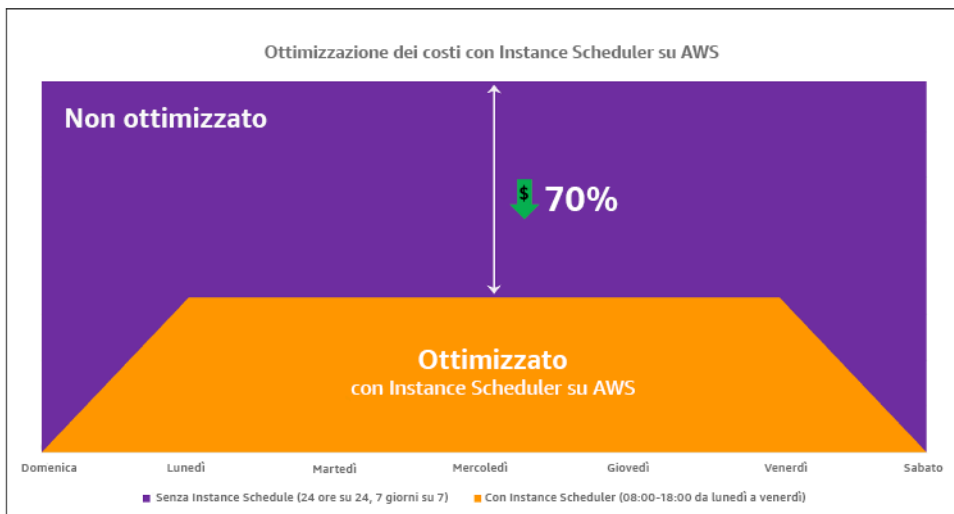 Ottimizzazione dei costi con Instance Scheduler su AWS
Non ottimizzato
$ 70%
Ottimizzato
con Instance Scheduler su AWS
Domenica Lunedì Martedì Mercoledì Giovedì Venerdì Sabato
Senza Instance Schedule (24 ore su 24, 7 giorni su 7) Con Instance Scheduler (08:00-18:00 da lunedì a venerdì)